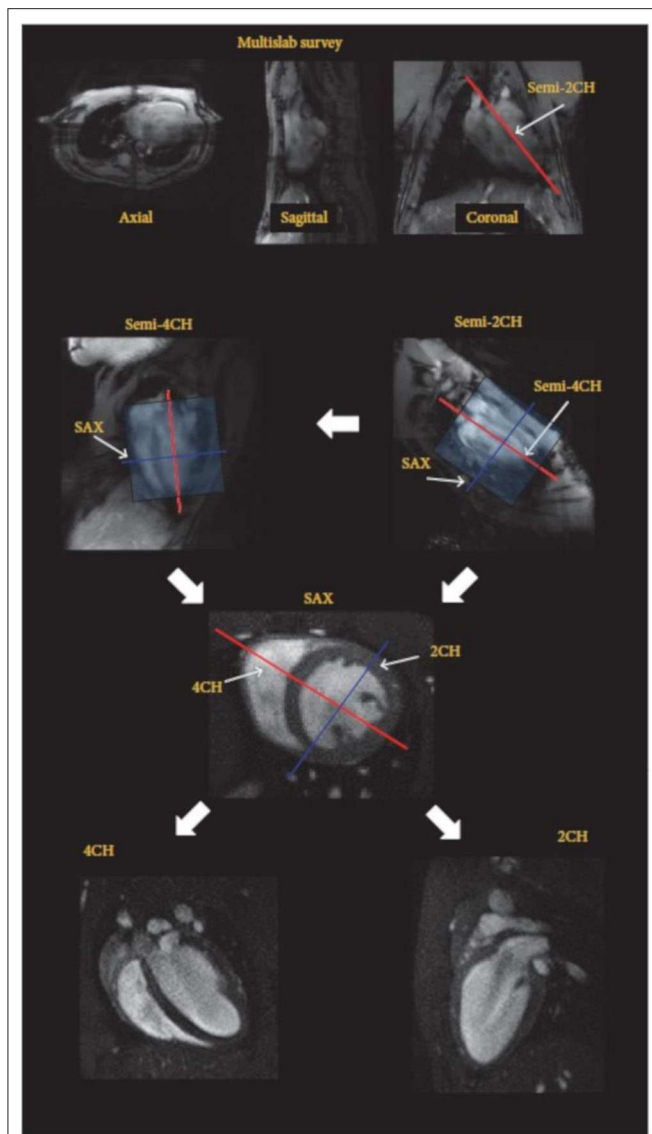 Multislab survey
Semi-2CH
Axial
Sagittal
Coronal
Semi-4CH
Semi-2CH
SAX
Semi-4CH
SAX
SAX
2CH
4CH
4CH
2CH